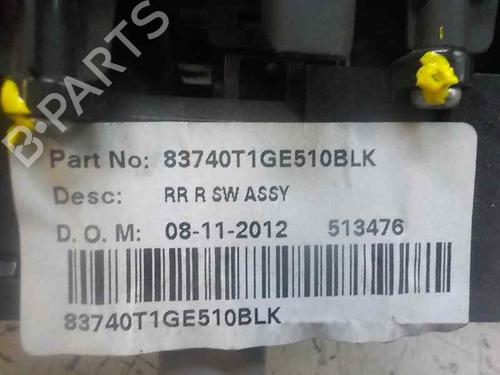 B-PARTS
Part No: 83740T1GE510BLK
Desc: RR R SW ASSY
D. O. M: 08-11-2012 513476
83740T1GE510BLK